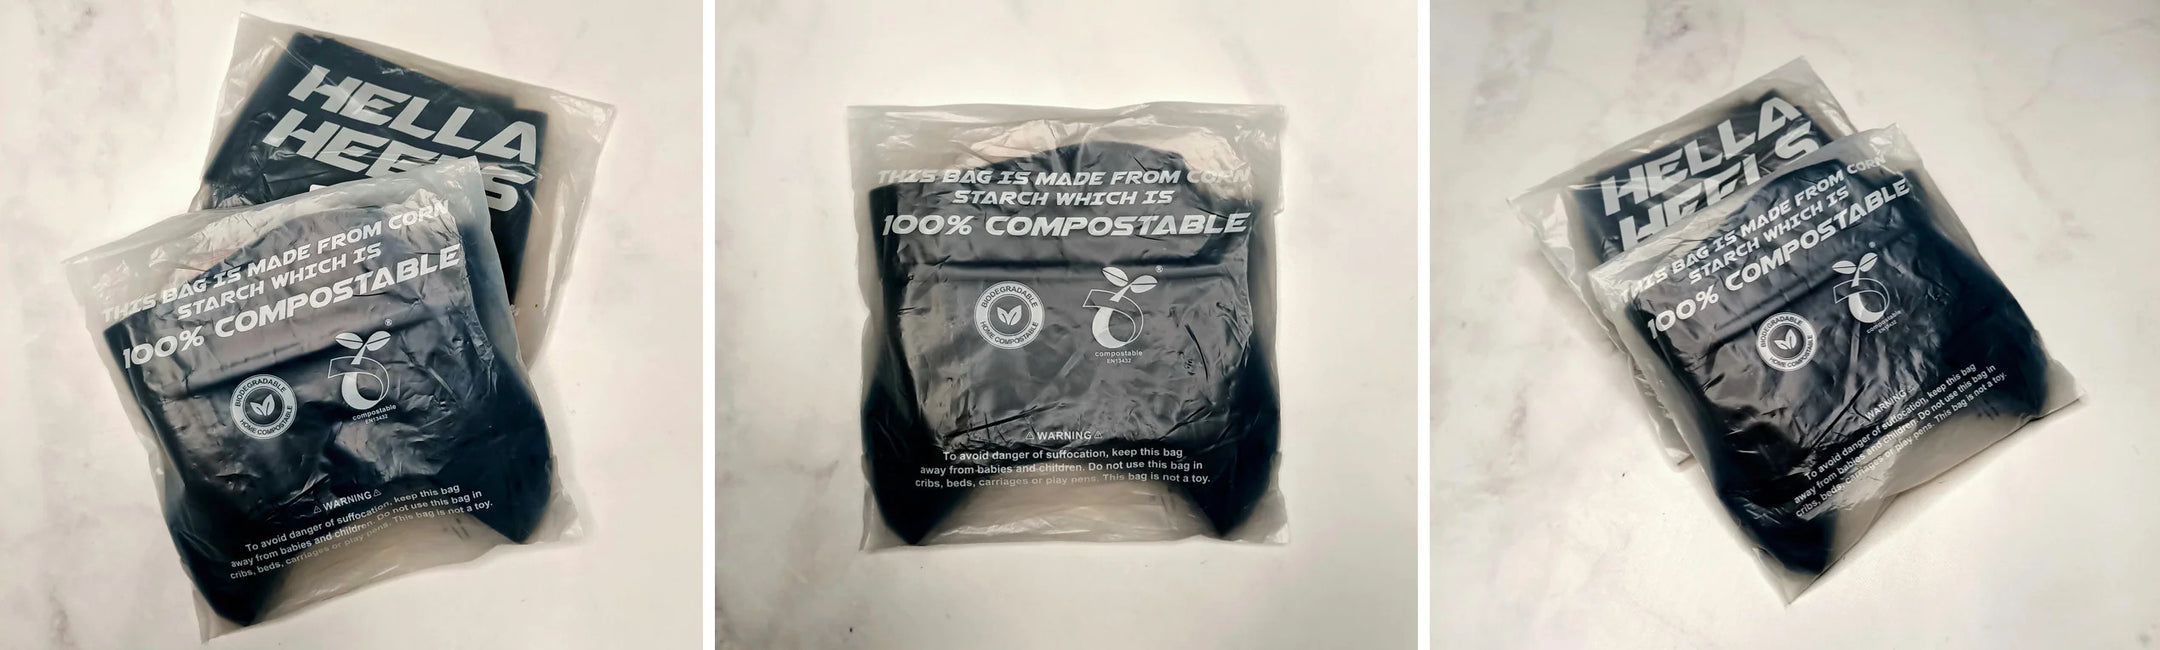 HELLA
HEELS
THIS BAG IS MADE FROM CORN
STARCH WHICH IS
100% COMPOSTABLE
BIODEGRADABLE
HOME COMPOSTABLE
®
compostable
EN13432
⚠ WARNING ⚠
To avoid danger of suffocation, keep this bag
away from babies and children. Do not use this bag in
cribs, beds, carriages or play pens. This bag is not a toy.
THIS BAG IS MADE FROM CORN
STARCH WHICH IS
100% COMPOSTABLE
BIODEGRADABLE
HOME COMPOSTABLE
®
compostable
EN13432
⚠ WARNING ⚠
To avoid danger of suffocation, keep this bag
away from babies and children. Do not use this bag in
cribs, beds, carriages or play pens. This bag is not a toy.
HELLA
HEELS
THIS BAG IS MADE FROM CORN
STARCH WHICH IS
100% COMPOSTABLE
BIODEGRADABLE
HOME COMPOSTABLE
®
compostable
EN13432
⚠ WARNING ⚠
To avoid danger of suffocation, keep this bag
away from babies and children. Do not use this bag in
cribs, beds, carriages or play pens. This bag is not a toy.